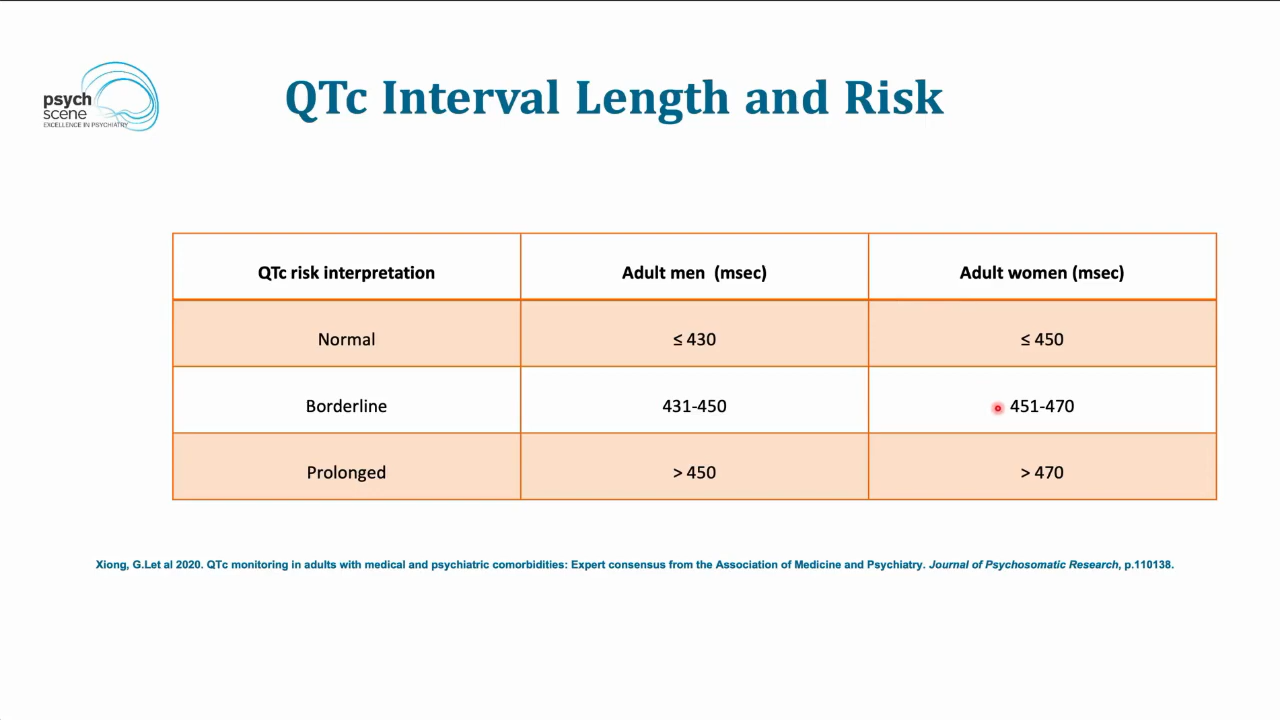 psych
scene
EXCELLENCE IN PSYCHIATRY
QTc Interval Length and Risk
QTc risk interpretation Adult men (msec) Adult women (msec)
Normal ≤ 430 ≤ 450
Borderline 431-450 451-470
Prolonged > 450 > 470
Xiong, G.Let al 2020. QTc monitoring in adults with medical and psychiatric comorbidities: Expert consensus from the Association of Medicine and Psychiatry. Journal of Psychosomatic Research, p.110138.